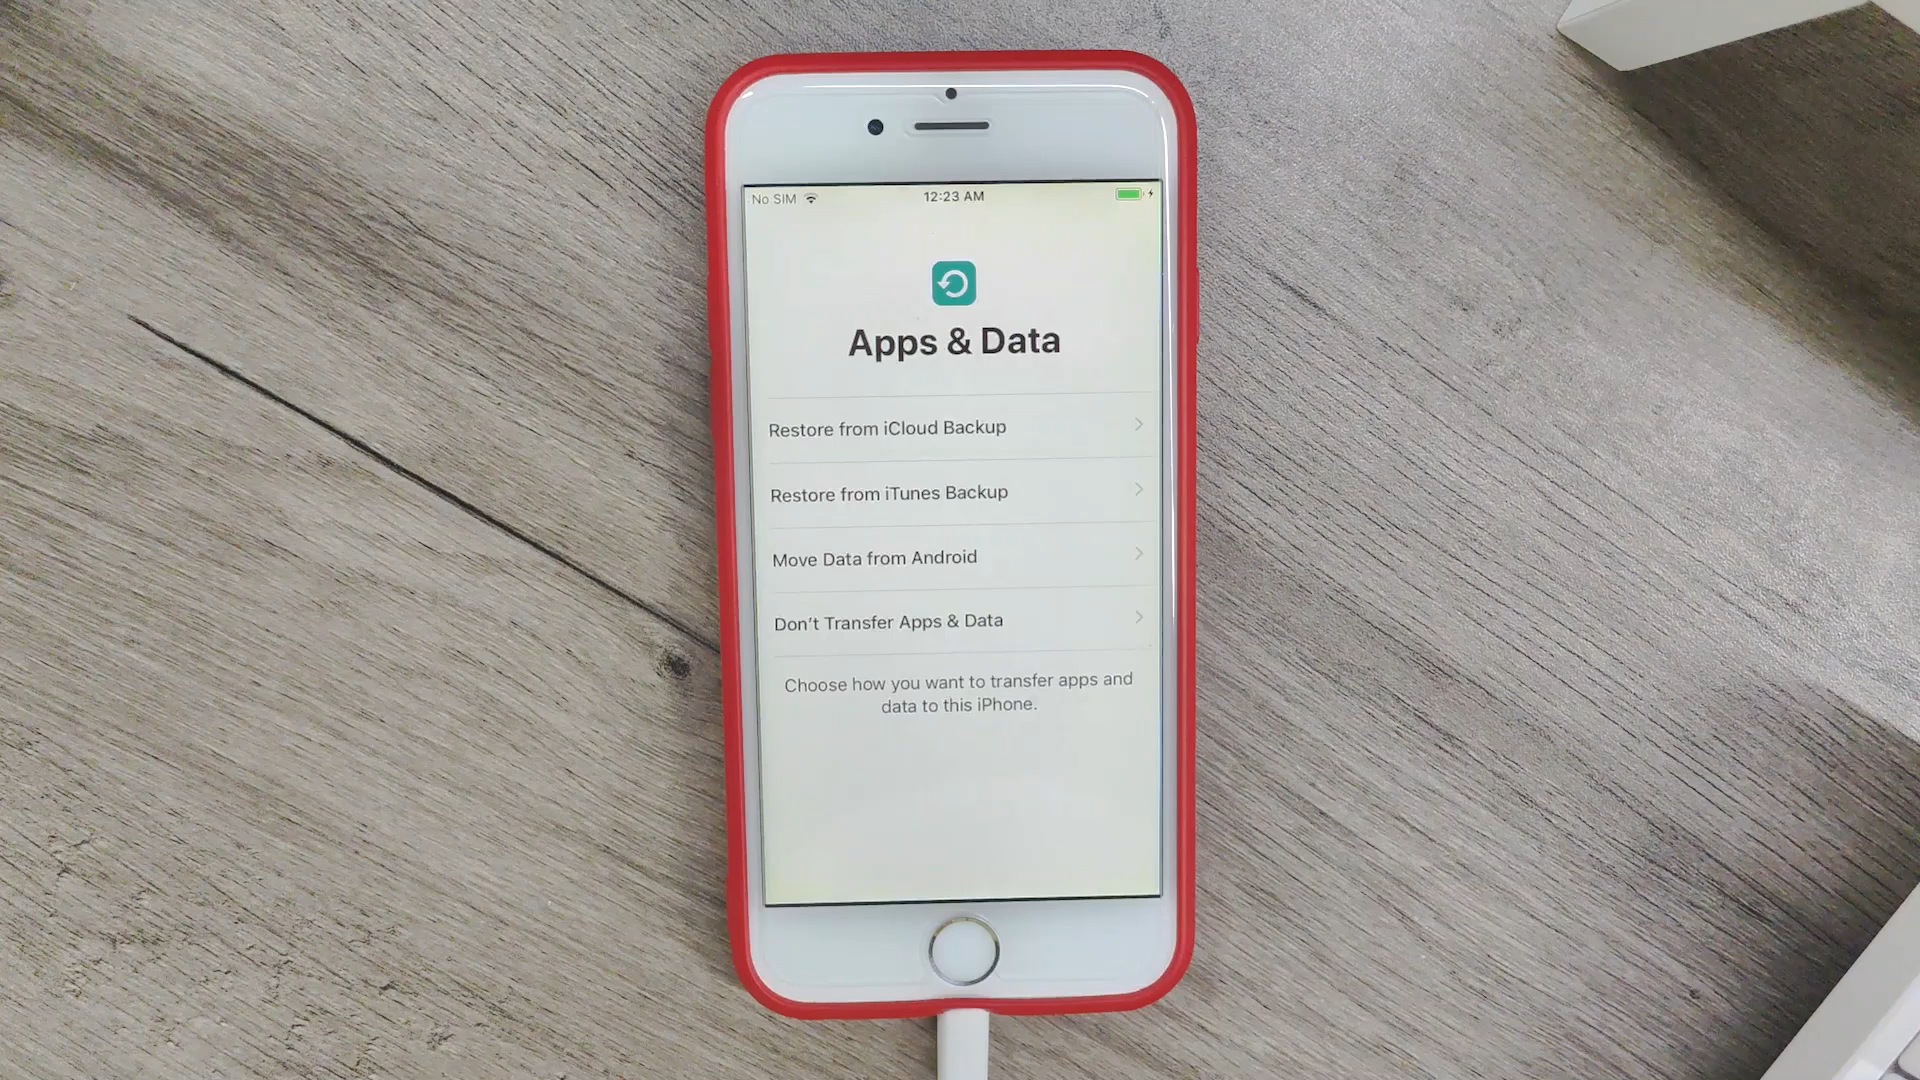 No SIM 12:23 AM
Apps & Data
Restore from iCloud Backup
Restore from iTunes Backup
Move Data from Android
Don’t Transfer Apps & Data
Choose how you want to transfer apps and
data to this iPhone.